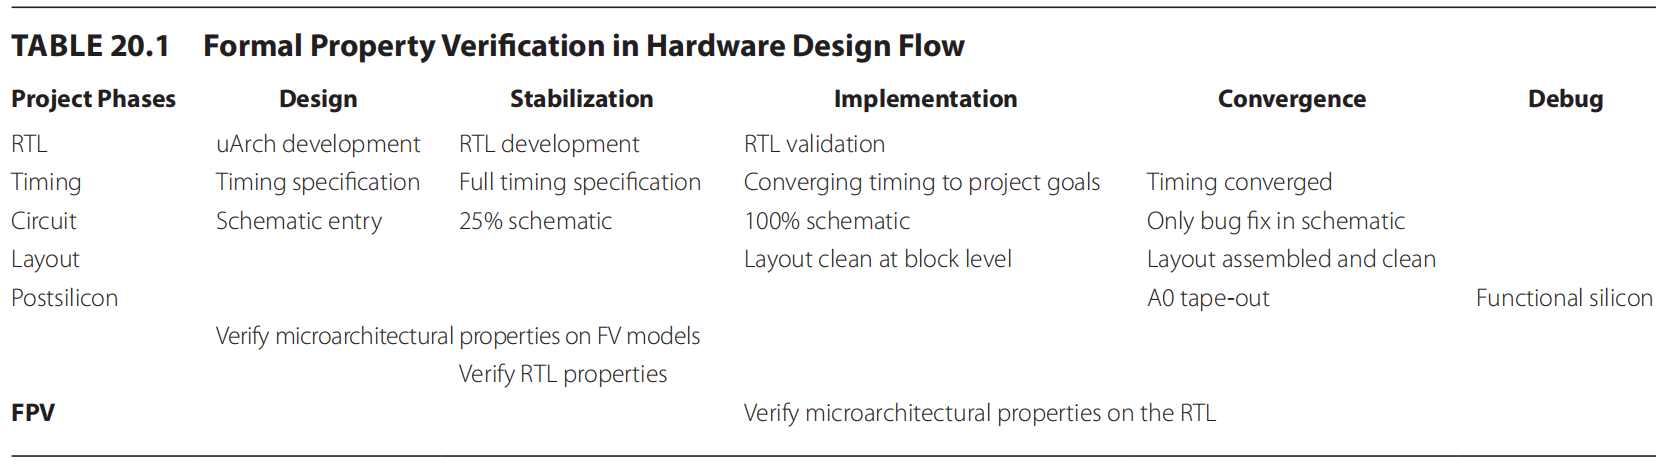 TABLE 20.1 Formal Property Verification in Hardware Design Flow
Project Phases Design Stabilization Implementation Convergence Debug
RTL uArch development RTL development RTL validation
Timing Timing specification Full timing specification Converging timing to project goals Timing converged
Circuit Schematic entry 25% schematic 100% schematic Only bug fix in schematic
Layout Layout clean at block level Layout assembled and clean
Postsilicon A0 tape-out Functional silicon
Verify microarchitectural properties on FV models
Verify RTL properties
FPV Verify microarchitectural properties on the RTL